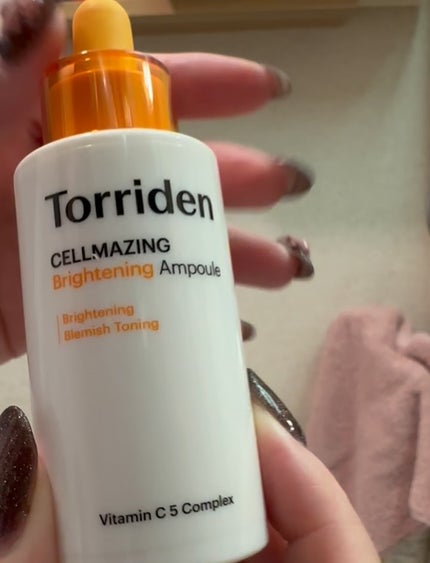 Torriden
CELLMAZING
Brightening Ampoule
Brightening
Blemish Toning
Vitamin C 5 Complex